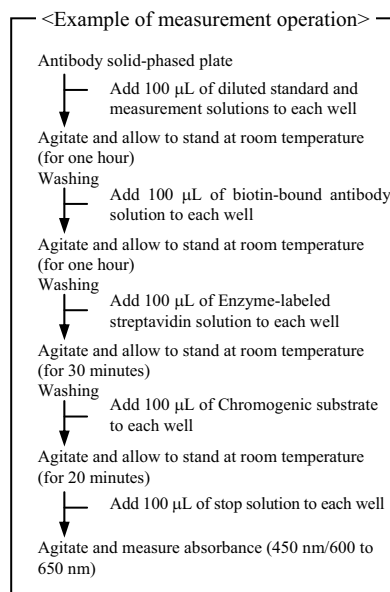 <Example of measurement operation>
Antibody solid-phased plate
Add 100 μL of diluted standard and
measurement solutions to each well
Agitate and allow to stand at room temperature
(for one hour)
Washing
Add 100 μL of biotin-bound antibody
solution to each well
Agitate and allow to stand at room temperature
(for one hour)
Washing
Add 100 μL of Enzyme-labeled
streptavidin solution to each well
Agitate and allow to stand at room temperature
(for 30 minutes)
Washing
Add 100 μL of Chromogenic substrate
to each well
Agitate and allow to stand at room temperature
(for 20 minutes)
Add 100 μL of stop solution to each well
Agitate and measure absorbance (450 nm/600 to
650 nm)